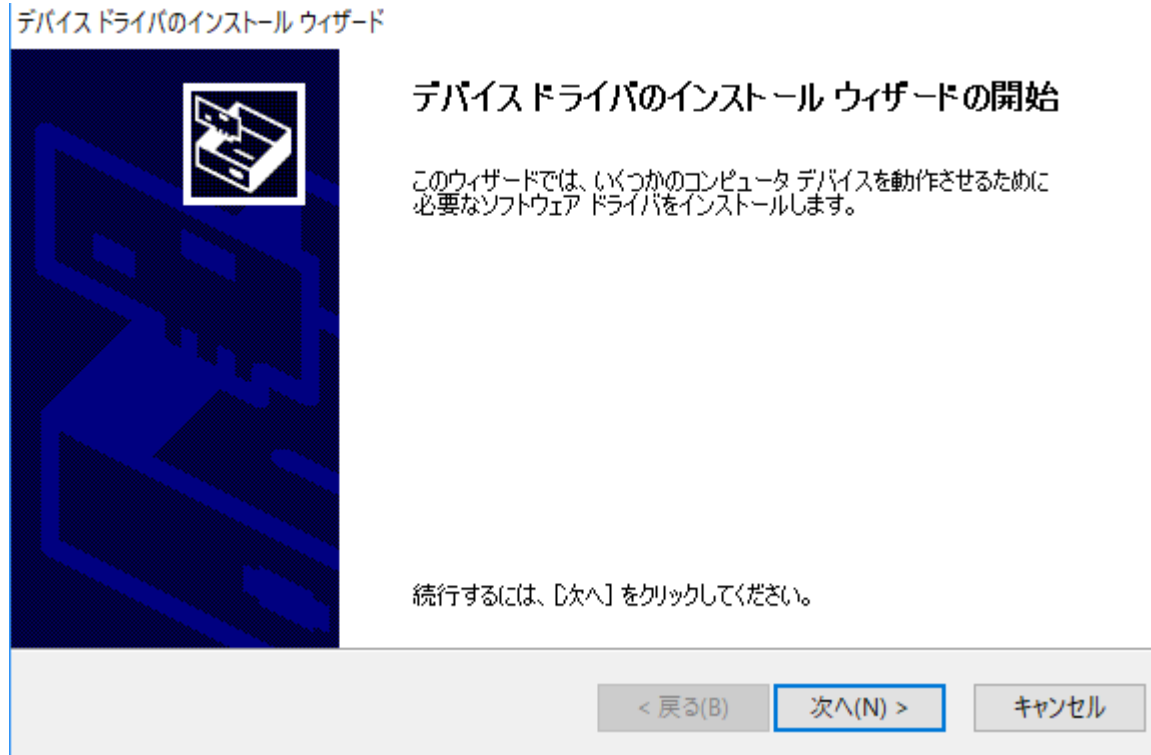 デバイス ドライバのインストール ウィザード
デバイス ドライバのインストール ウィザードの開始
このウィザードでは、いくつかのコンピュータ デバイスを動作させるために
必要なソフトウェア ドライバをインストールします。
続行するには、[次へ] をクリックしてください。
< 戻る(B)
次へ(N) >
キャンセル